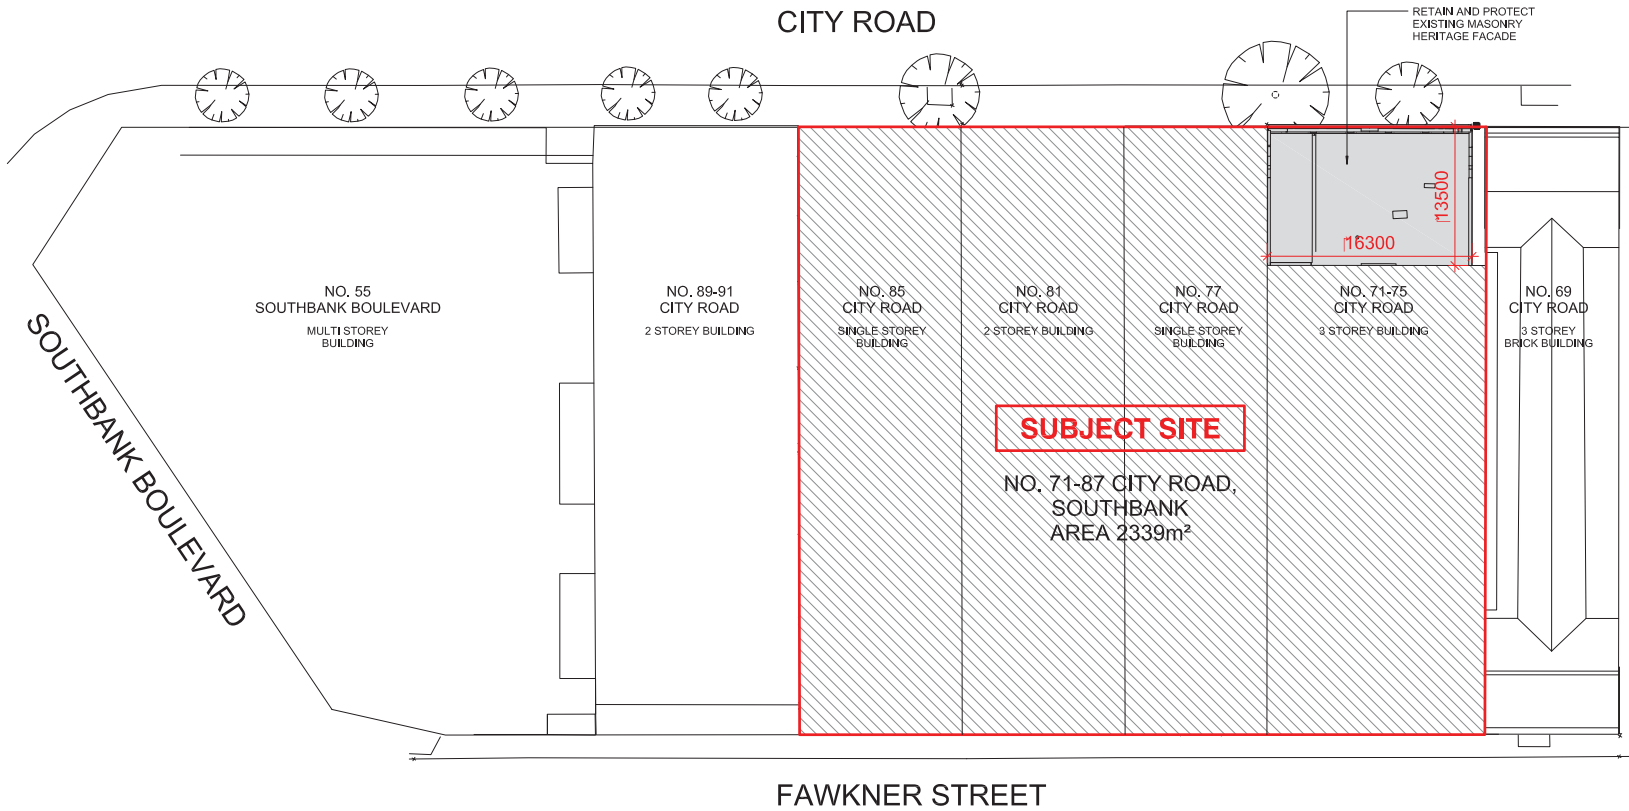 CITY ROAD
RETAIN AND PROTECT
EXISTING MASONRY
HERITAGE FACADE
13500
16300
NO. 55
SOUTHBANK BOULEVARD
MULTI STOREY
BUILDING
NO. 89-91
CITY ROAD
2 STOREY BUILDING
NO. 85
CITY ROAD
SINGLE STOREY
BUILDING
NO. 81
CITY ROAD
2 STOREY BUILDING
NO. 77
CITY ROAD
SINGLE STOREY
BUILDING
NO. 71-75
CITY ROAD
3 STOREY BUILDING
NO. 69
CITY ROAD
3 STOREY
BRICK BUILDING
SOUTHBANK BOULEVARD
SUBJECT SITE
NO. 71-87 CITY ROAD,
SOUTHBANK
AREA 2339m²
FAWKNER STREET